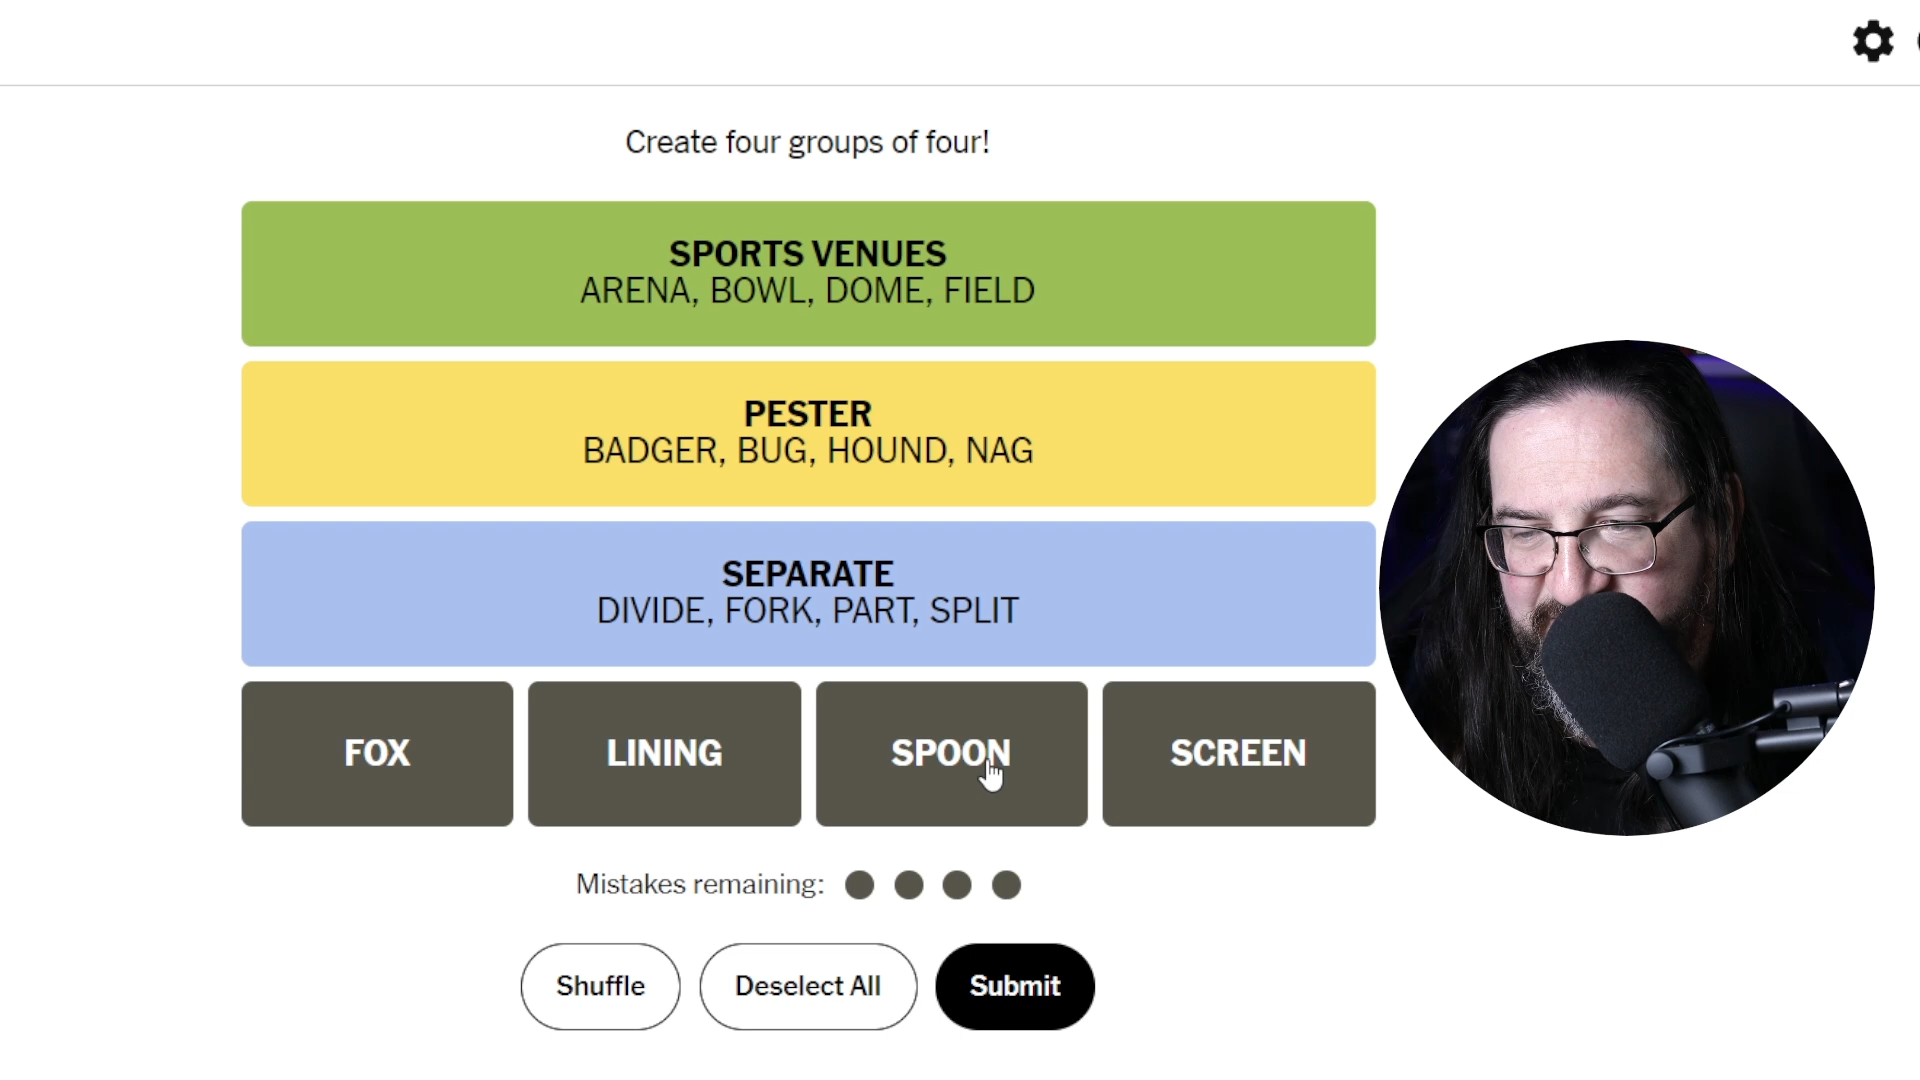 Create four groups of four!
SPORTS VENUES
ARENA, BOWL, DOME, FIELD
PESTER
BADGER, BUG, HOUND, NAG
SEPARATE
DIVIDE, FORK, PART, SPLIT
FOX LINING SPOON SCREEN
Mistakes remaining:
Shuffle Deselect All Submit